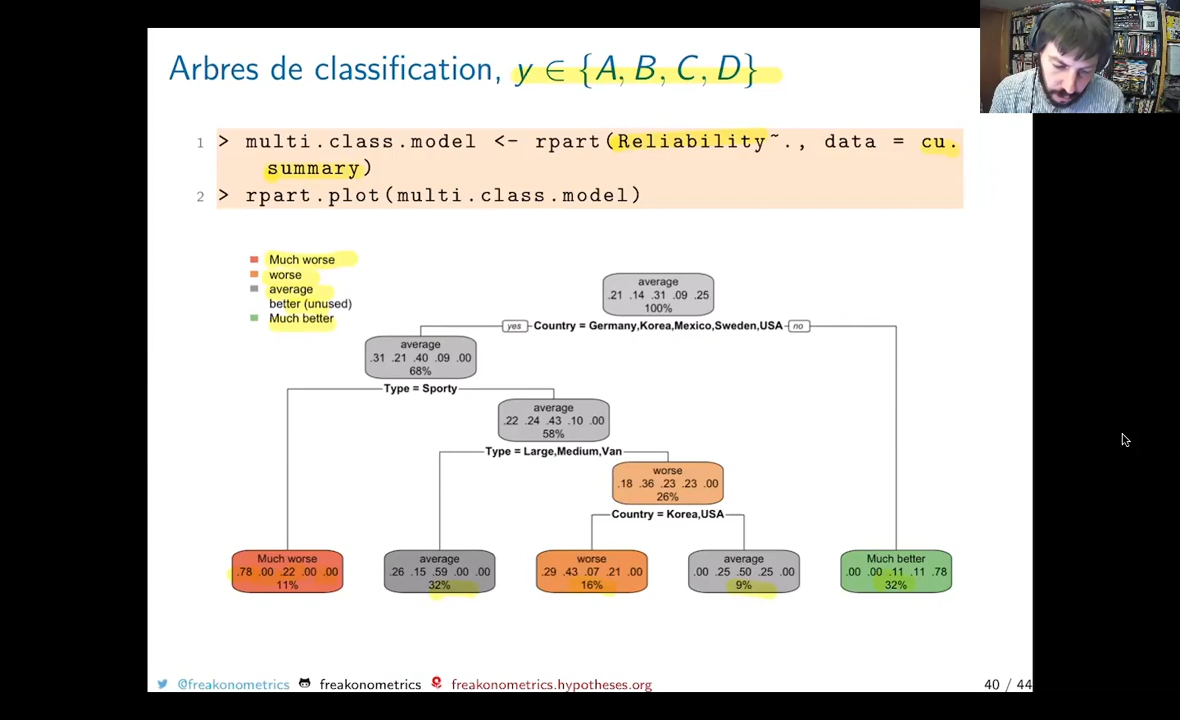 Arbres de classification, y ∈ {A, B, C, D}
1 > multi.class.model <- rpart(Reliability~., data = cu.
summary)
2 > rpart.plot(multi.class.model)
Much worse
worse
average
better (unused)
Much better
average
.21 .14 .31 .09 .25
100%
yes Country = Germany,Korea,Mexico,Sweden,USA no
average
.31 .21 .40 .09 .00
68%
Type = Sporty
average
.22 .24 .43 .10 .00
58%
Type = Large,Medium,Van
worse
.18 .36 .23 .23 .00
26%
Country = Korea,USA
Much worse
.78 .00 .22 .00 .00
11%
average
.26 .15 .59 .00 .00
32%
worse
.29 .43 .07 .21 .00
16%
average
.00 .25 .50 .25 .00
9%
Much better
.00 .00 .11 .11 .78
32%
@freakonometrics freakonometrics freakonometrics.hypotheses.org 40 / 44